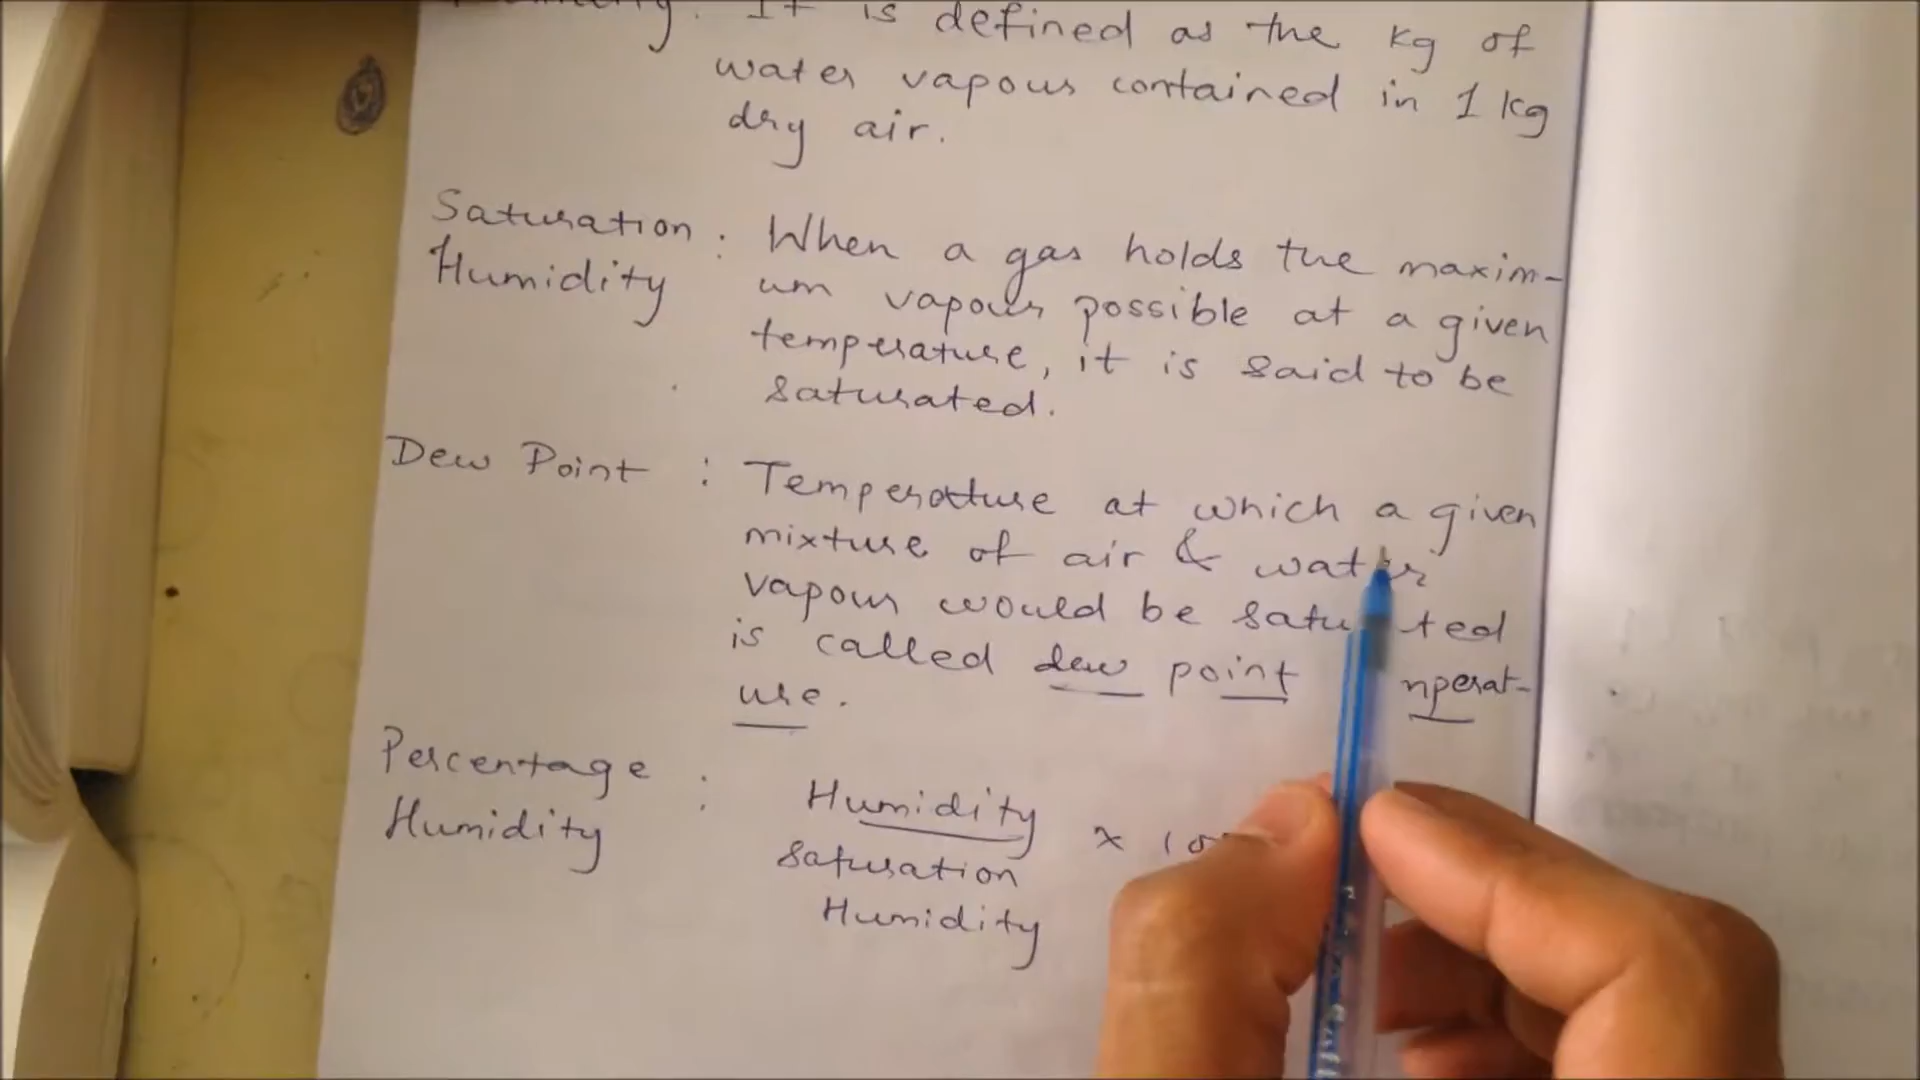 It is defined as the kg of
water vapour contained in 1 kg
dry air.
Saturation : When a gas holds the maxim-
Humidity um vapour possible at a given
temperature, it is said to be
saturated.
Dew Point : Temperature at which a given
mixture of air & water
vapour would be
is called dew point
ure.
Percentage : Humidity ×
Humidity Saturation
Humidity